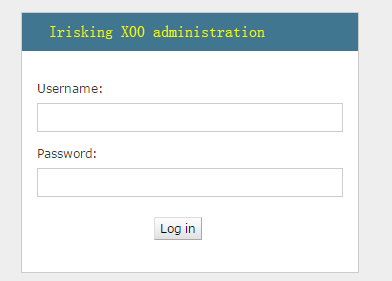 Irisking X00 administration
Username:
Password:
Log in